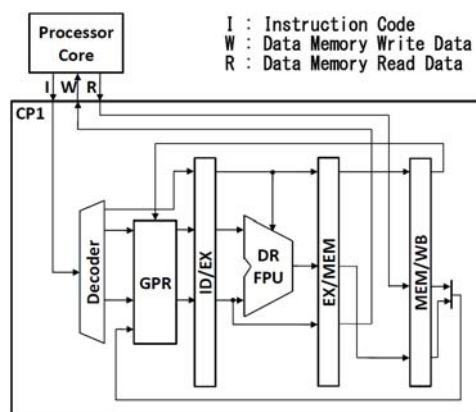 Processor
Core
I : Instruction Code
W : Data Memory Write Data
R : Data Memory Read Data
I W R
CP1
Decoder
GPR
ID/EX
DR
FPU
EX/MEM
MEM/WB